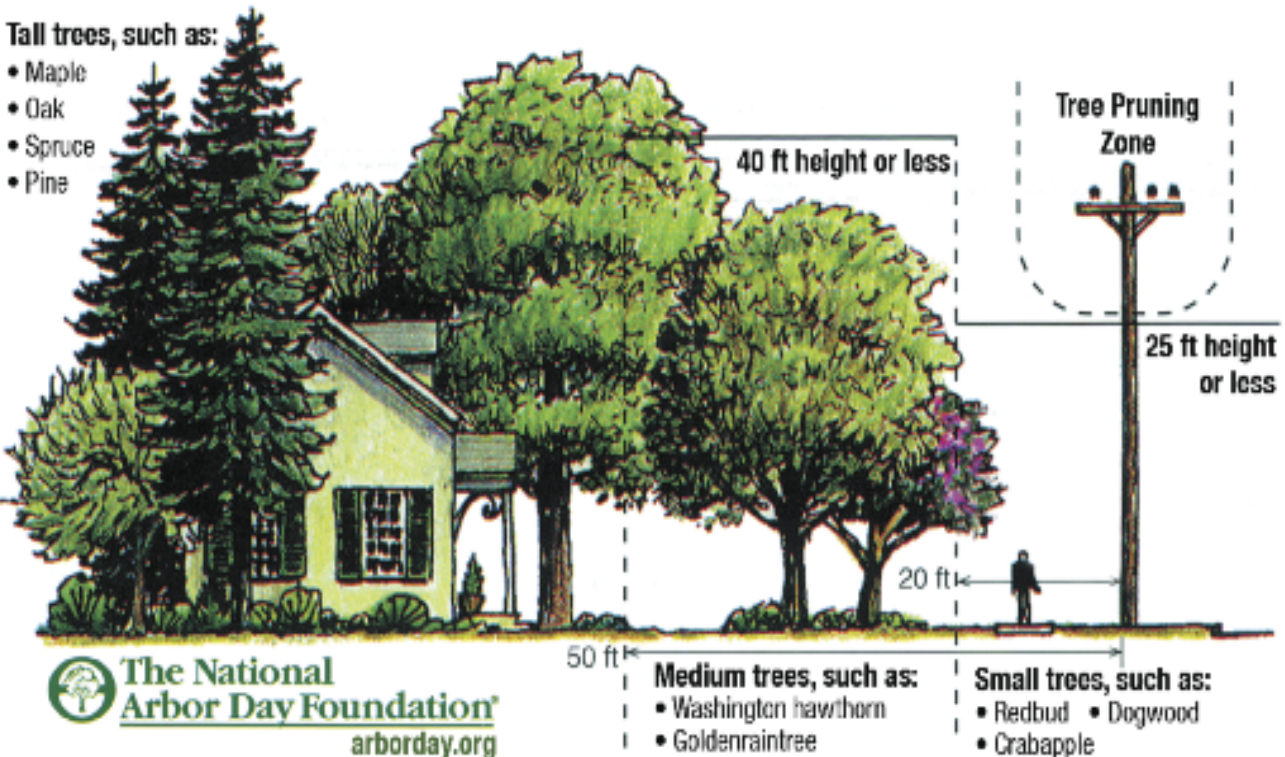 Tall trees, such as:
• Maple
• Oak
• Spruce
• Pine
40 ft height or less
Tree Pruning
Zone
25 ft height
or less
20 ft
50 ft
The National
Arbor Day Foundation®
arborday.org
Medium trees, such as:
• Washington hawthorn
• Goldenraintree
Small trees, such as:
• Redbud • Dogwood
• Crabapple